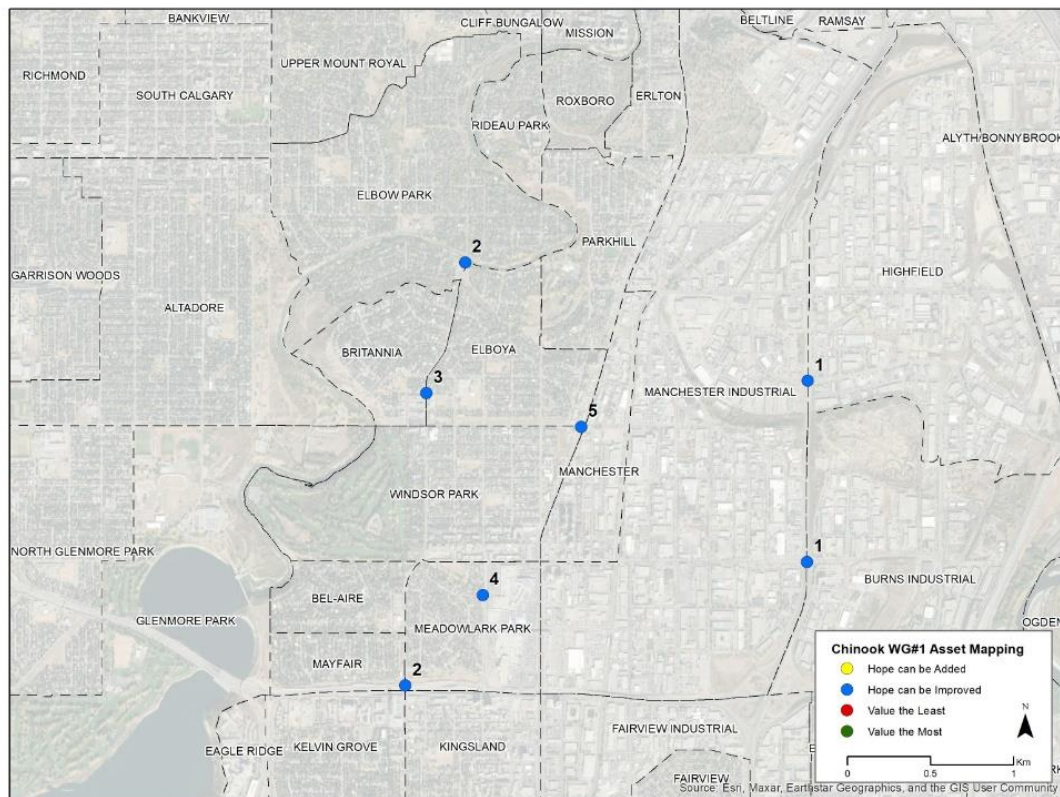 BANKVIEW
CLIFF BUNGALOW
MISSION
BELTLINE
RAMSAY
RICHMOND
UPPER MOUNT ROYAL
SOUTH CALGARY
ROXBORO
ERLTON
RIDEAU PARK
ALYTH/BONNYBROOK
ELBOW PARK
2
PARKHILL
GARRISON WOODS
ALTADORE
HIGHFIELD
BRITANNIA
ELBOYA
3
1
MANCHESTER INDUSTRIAL
5
MANCHESTER
WINDSOR PARK
NORTH GLENMORE PARK
1
BURNS INDUSTRIAL
4
BEL-AIRE
GLENMORE PARK
MEADOWLARK PARK
OGDEN
MAYFAIR
2
EAGLE RIDGE
KELVIN GROVE
KINGSLAND
FAIRVIEW INDUSTRIAL
FAIRVIEW
Chinook WG#1 Asset Mapping
Hope can be Added
Hope can be Improved
Value the Least
Value the Most
N
0 0.5 1 Km
Source: Esri, Maxar, Earthstar Geographics, and the GIS User Community